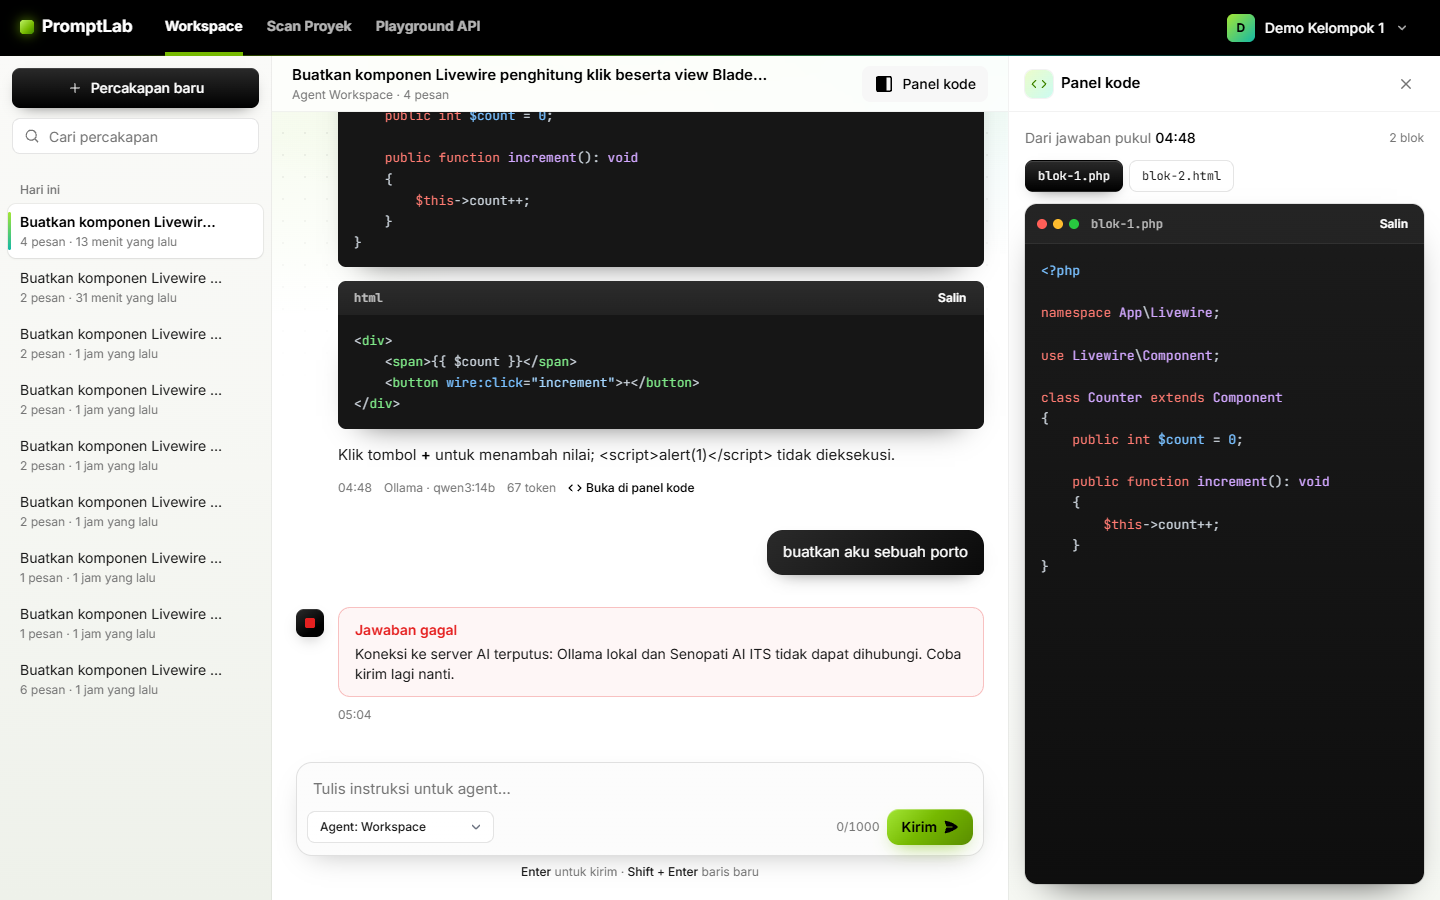 PromptLab
Workspace
Scan Proyek
Playground API
D
Demo Kelompok 1
+ Percakapan baru
Cari percakapan
Hari ini
Buatkan komponen Livewir...
4 pesan · 13 menit yang lalu
Buatkan komponen Livewire ...
2 pesan · 31 menit yang lalu
Buatkan komponen Livewire ...
2 pesan · 1 jam yang lalu
Buatkan komponen Livewire ...
2 pesan · 1 jam yang lalu
Buatkan komponen Livewire ...
2 pesan · 1 jam yang lalu
Buatkan komponen Livewire ...
2 pesan · 1 jam yang lalu
Buatkan komponen Livewire ...
1 pesan · 1 jam yang lalu
Buatkan komponen Livewire ...
1 pesan · 1 jam yang lalu
Buatkan komponen Livewire ...
6 pesan · 1 jam yang lalu
Buatkan komponen Livewire penghitung klik beserta view Blade...
Agent Workspace · 4 pesan
Panel kode
    public int $count = 0;
    public function increment(): void
    {
        $this->count++;
    }
}
html
Salin
<div>
    <span>{{ $count }}</span>
    <button wire:click="increment">+</button>
</div>
Klik tombol + untuk menambah nilai; <script>alert(1)</script> tidak dieksekusi.
04:48 Ollama · qwen3:14b 67 token <> Buka di panel kode
buatkan aku sebuah porto
Jawaban gagal
Koneksi ke server AI terputus: Ollama lokal dan Senopati AI ITS tidak dapat dihubungi. Coba
kirim lagi nanti.
05:04
Tulis instruksi untuk agent...
Agent: Workspace
0/1000
Kirim
Enter untuk kirim · Shift + Enter baris baru
<> Panel kode
Dari jawaban pukul 04:48
2 blok
blok-1.php
blok-2.html
blok-1.php
Salin
<?php
namespace App\Livewire;
use Livewire\Component;
class Counter extends Component
{
    public int $count = 0;
    public function increment(): void
    {
        $this->count++;
    }
}